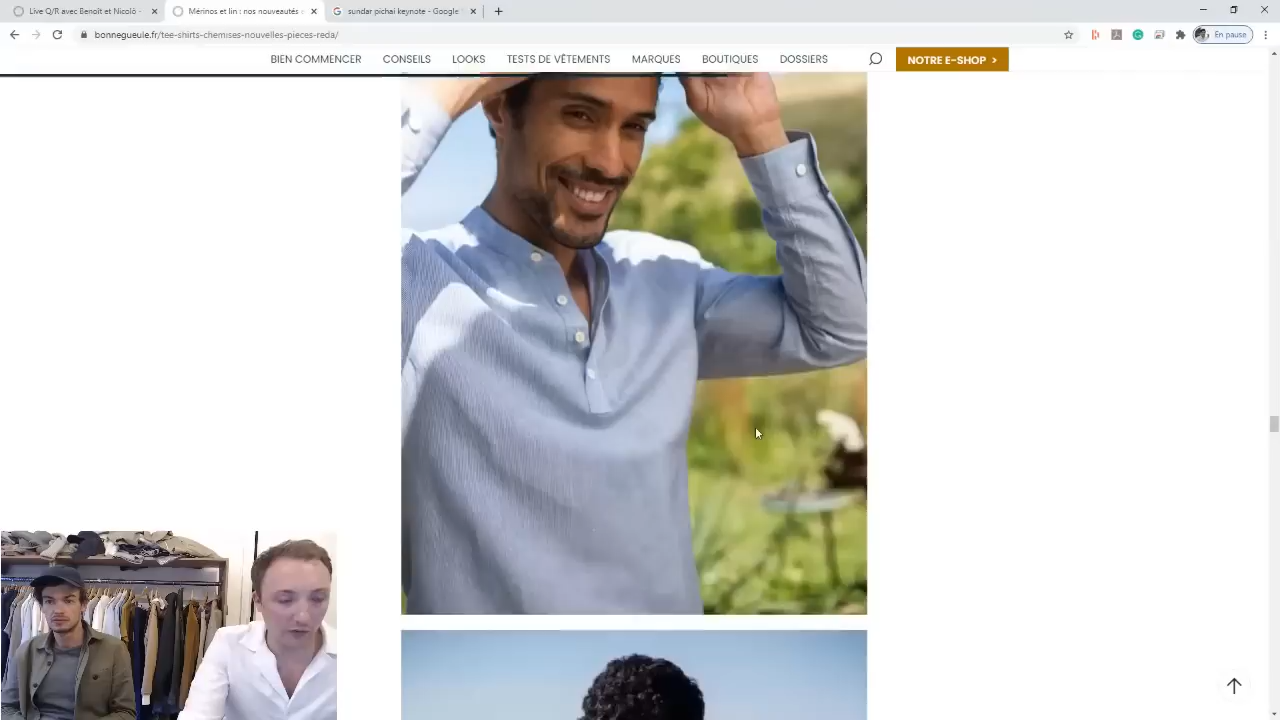 Live Q/R avec Benoît et Nicolò -
Mérinos et lin : nos nouveautés
sundar pichai keynote - Google
bonnegueule.fr/tee-shirts-chemises-nouvelles-pieces-reda/
En pause
BIEN COMMENCER CONSEILS LOOKS TESTS DE VÊTEMENTS MARQUES BOUTIQUES DOSSIERS NOTRE E-SHOP >